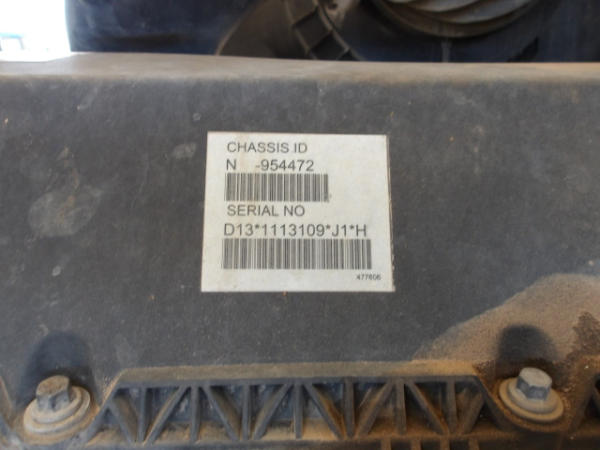 CHASSIS ID
N -954472
SERIAL NO
D13*1113109*J1*H
477606